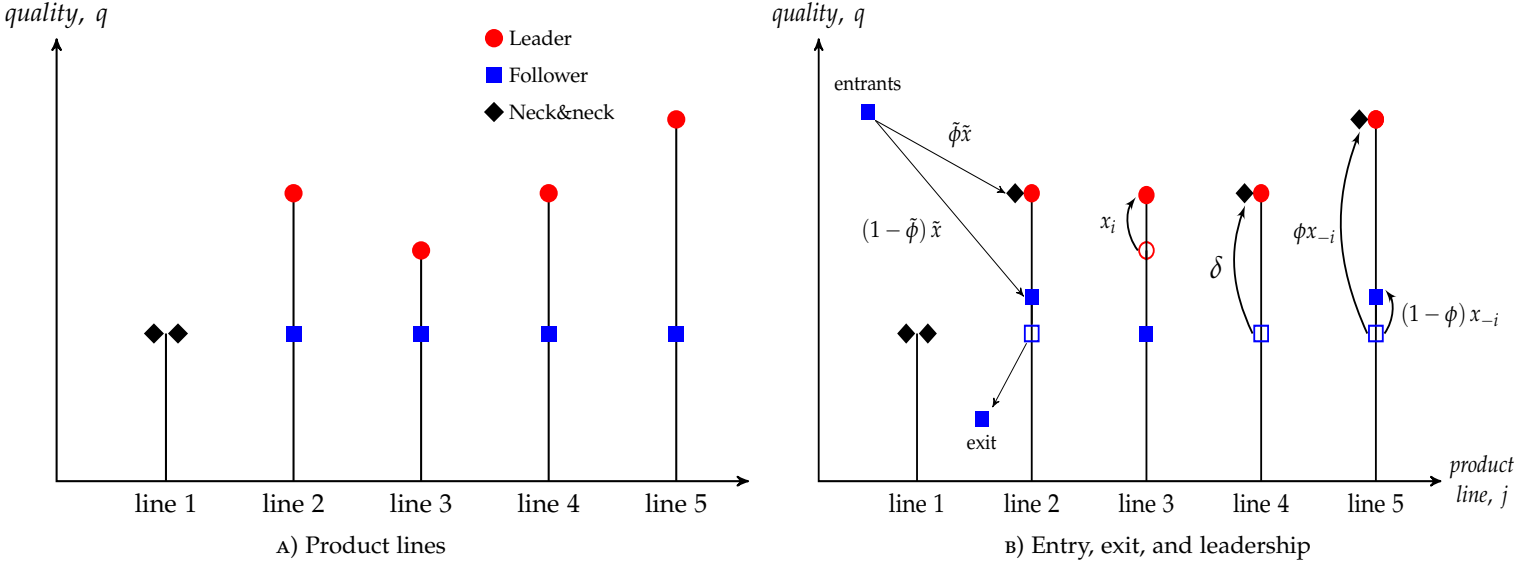 quality, q
Leader
Follower
Neck&neck
line 1 line 2 line 3 line 4 line 5
A) Product lines
quality, q
entrants
ϕ̃x̃
(1 − ϕ̃) x̃
exit
x_i
δ
ϕx_{−i}
(1 − ϕ) x_{−i}
line 1 line 2 line 3 line 4 line 5
product
line, j
B) Entry, exit, and leadership